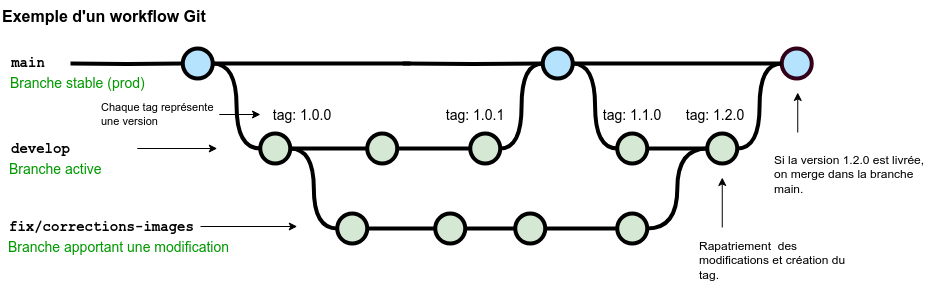 Exemple d'un workflow Git
main
Branche stable (prod)
Chaque tag représente
une version
tag: 1.0.0
tag: 1.0.1
tag: 1.1.0
tag: 1.2.0
develop
Branche active
Si la version 1.2.0 est livrée,
on merge dans la branche
main.
fix/corrections-images
Branche apportant une modification
Rapatriement des
modifications et création du
tag.